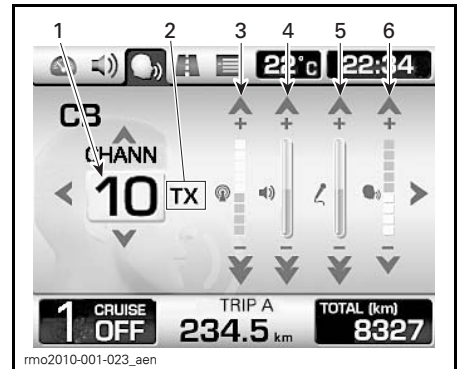 1 2 3 4 5 6
22°c 22:34
CB
CHANN
+ + + +
10 TX
- - - -
1 CRUISE OFF
TRIP A
234.5 km
TOTAL (km)
8327
rmo2010-001-023_aen